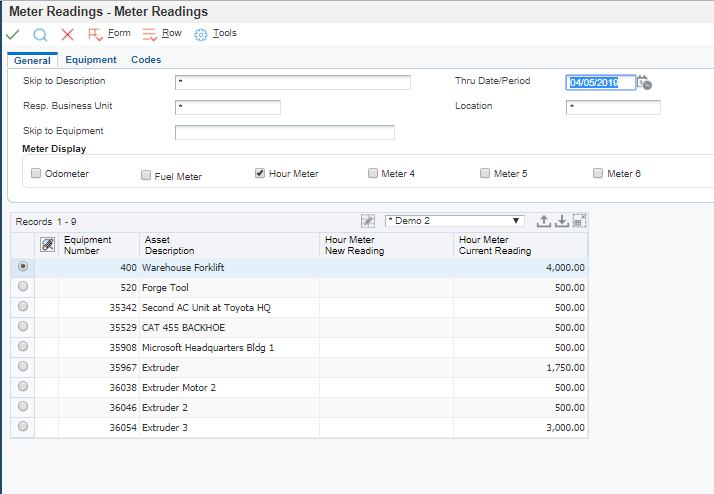 Meter Readings - Meter Readings
Form Row Tools
General Equipment Codes
Skip to Description * Thru Date/Period 04/05/2019
Resp. Business Unit * Location *
Skip to Equipment
Meter Display
Odometer Fuel Meter Hour Meter Meter 4 Meter 5 Meter 6
Records 1 - 9 * Demo 2
Equipment Number Asset Description Hour Meter New Reading Hour Meter Current Reading
400 Warehouse Forklift 4,000.00
520 Forge Tool 500.00
35342 Second AC Unit at Toyota HQ 500.00
35529 CAT 455 BACKHOE 500.00
35908 Microsoft Headquarters Bldg 1 500.00
35967 Extruder 1,750.00
36038 Extruder Motor 2 500.00
36046 Extruder 2 500.00
36054 Extruder 3 3,000.00